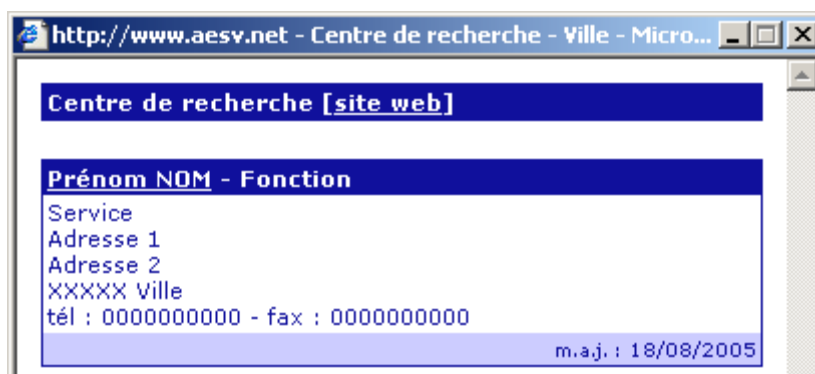 http://www.aesv.net - Centre de recherche - Ville - Micro...
Centre de recherche [site web]
Prénom NOM - Fonction
Service
Adresse 1
Adresse 2
XXXXX Ville
tél : 0000000000 - fax : 0000000000
m.a.j. : 18/08/2005